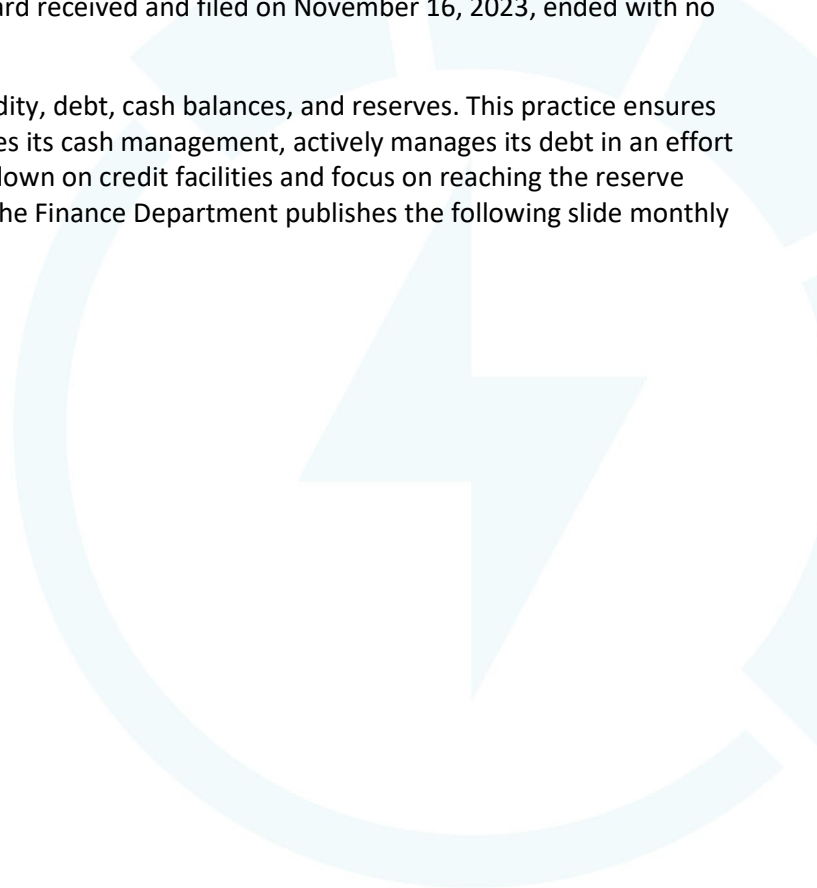 ard received and filed on November 16, 2023, ended with no
dity, debt, cash balances, and reserves. This practice ensures
es its cash management, actively manages its debt in an effort
down on credit facilities and focus on reaching the reserve
he Finance Department publishes the following slide monthly